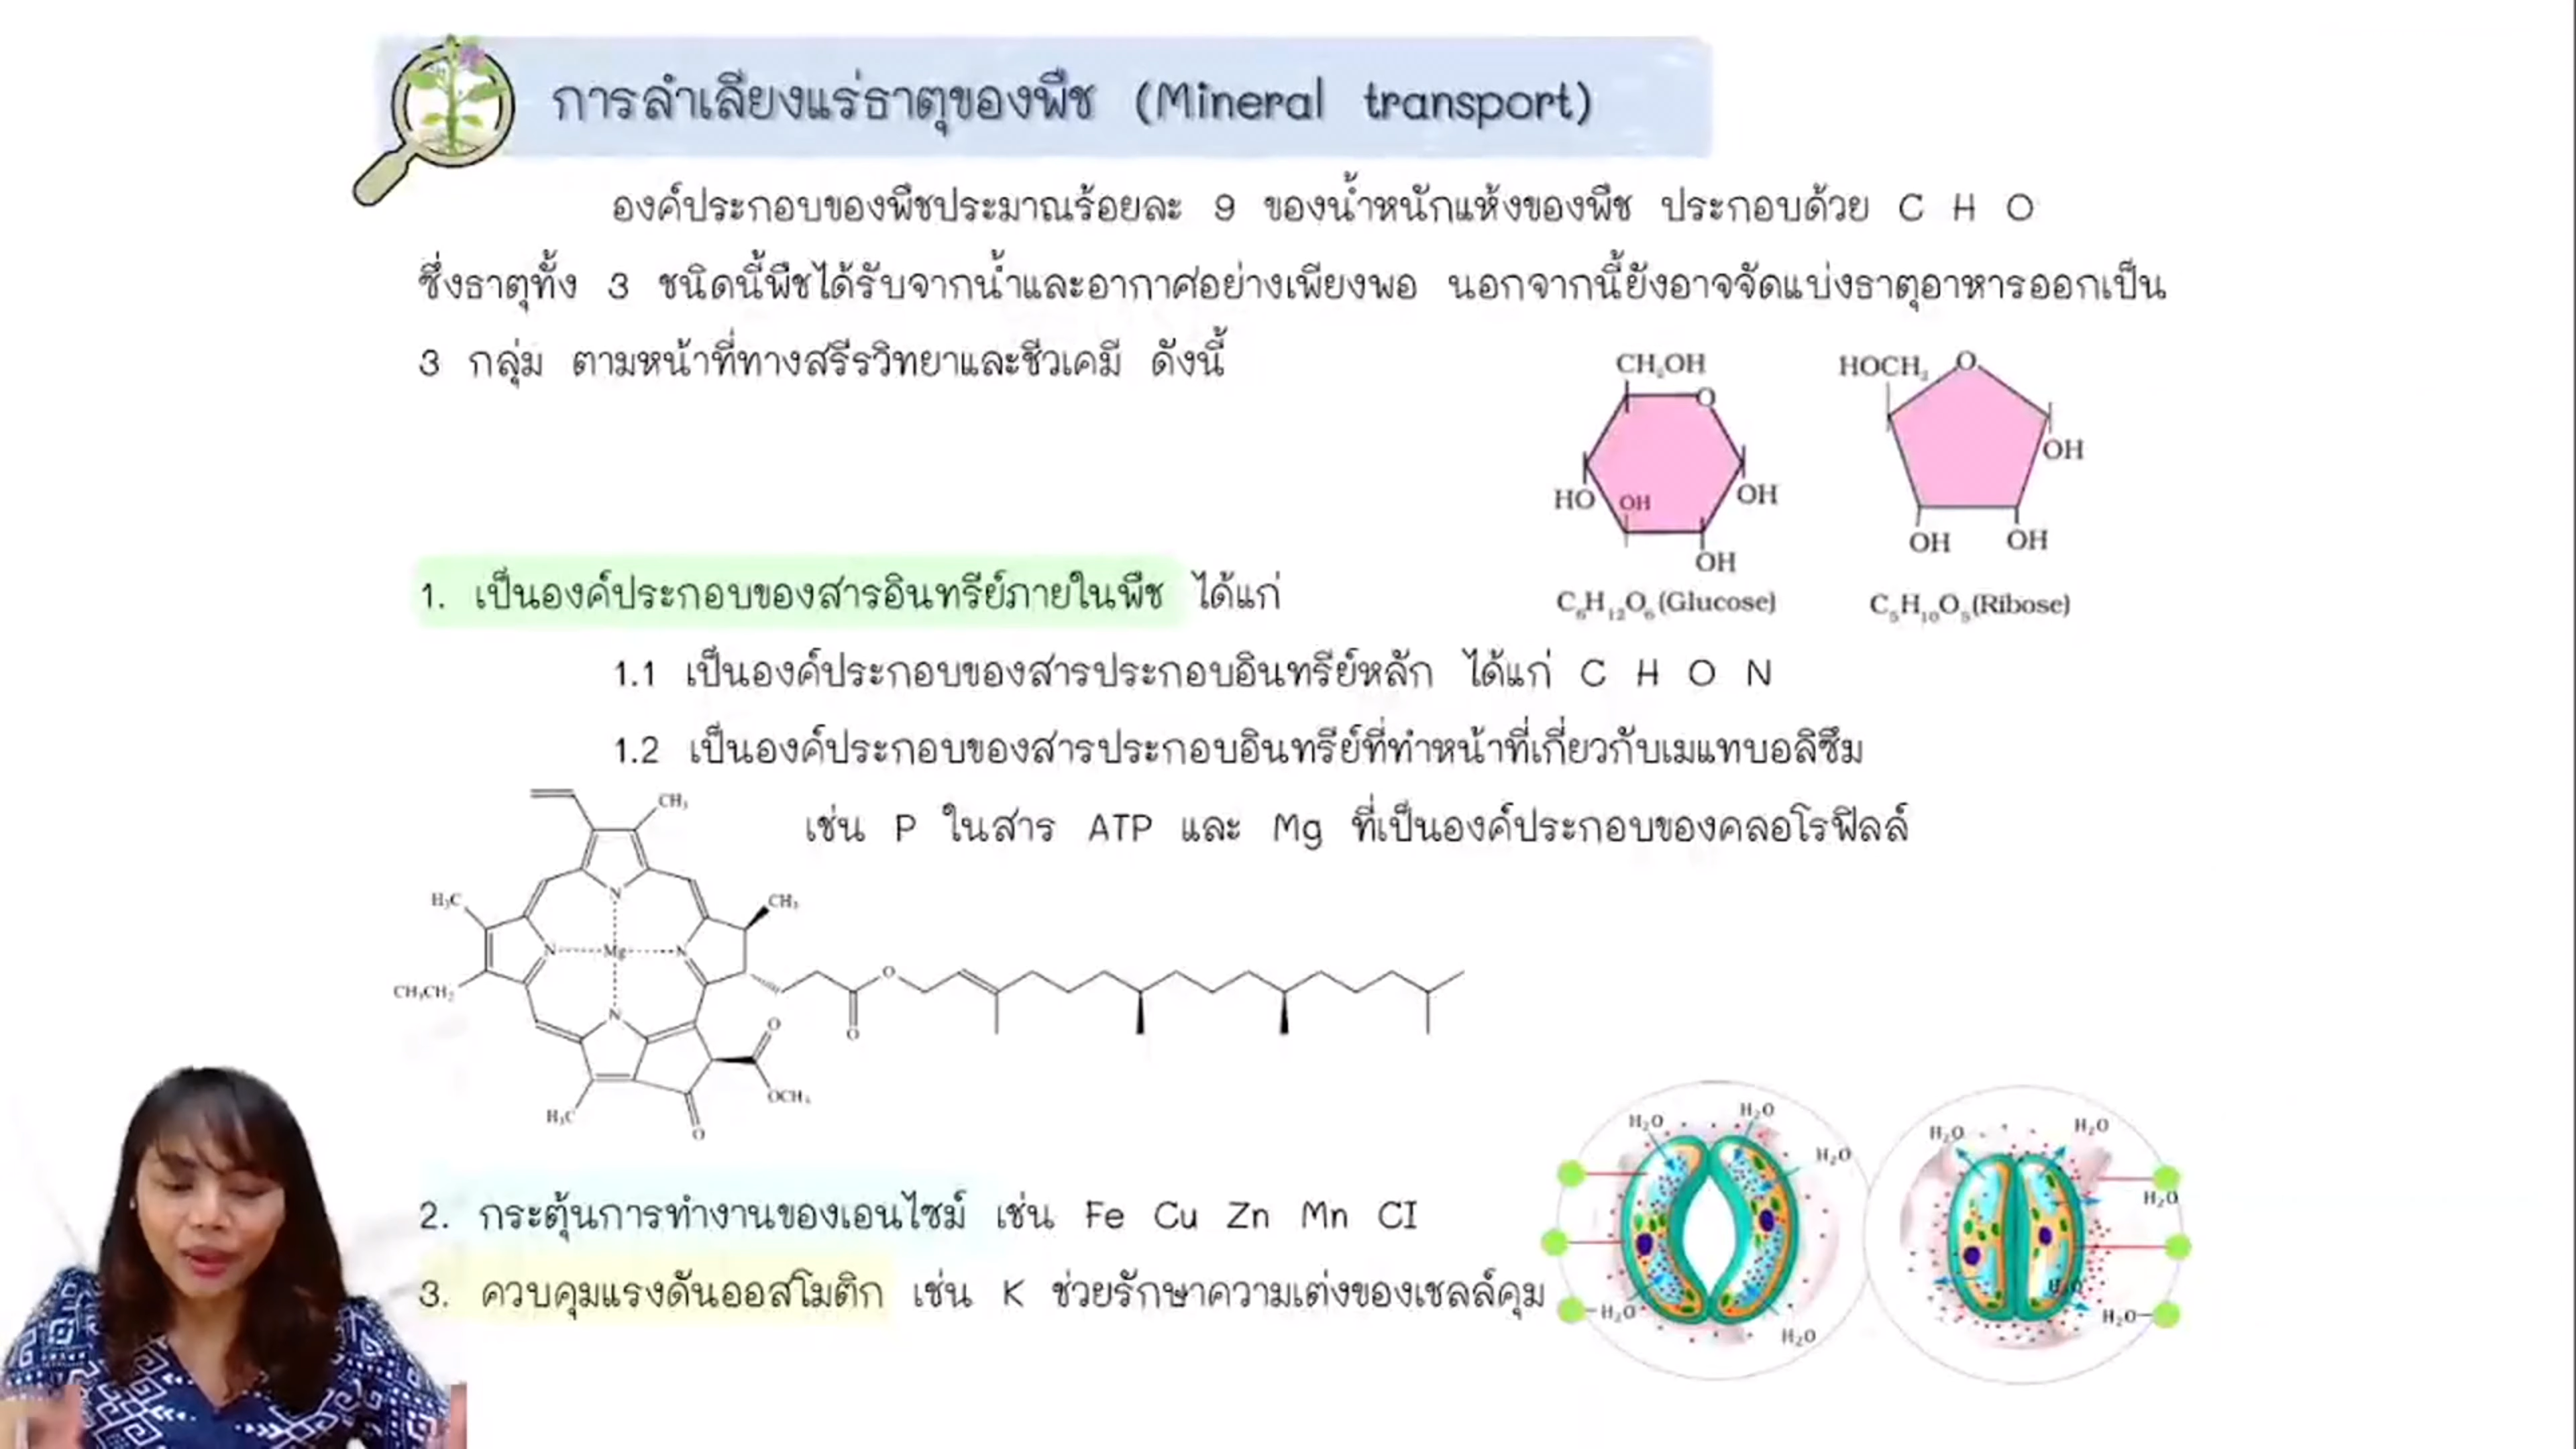 การลำเลียงแร่ธาตุของพืช (Mineral transport)
องค์ประกอบของพืชประมาณร้อยละ 9 ของน้ำหนักแห้งของพืช ประกอบด้วย C H O
ซึ่งธาตุทั้ง 3 ชนิดนี้พืชได้รับจากน้ำและอากาศอย่างเพียงพอ นอกจากนี้ยังอาจจัดแบ่งธาตุอาหารออกเป็น
3 กลุ่ม ตามหน้าที่ทางสรีรวิทยาและชีวเคมี ดังนี้
CH₂OH
O
HO
OH
OH
OH
C₆H₁₂O₆ (Glucose)
HOCH₂
O
OH
OH
OH
C₅H₁₀O₅ (Ribose)
1. เป็นองค์ประกอบของสารอินทรีย์ภายในพืช ได้แก่
1.1 เป็นองค์ประกอบของสารประกอบอินทรีย์หลัก ได้แก่ C H O N
1.2 เป็นองค์ประกอบของสารประกอบอินทรีย์ที่ทำหน้าที่เกี่ยวกับเมแทบอลิซึม
เช่น P ในสาร ATP และ Mg ที่เป็นองค์ประกอบของคลอโรฟิลล์
CH₃
H₃C
N
CH₃
N
Mg
N
CH₃CH₂
O
N
O
O
OCH₃
H₃C
O
2. กระตุ้นการทำงานของเอนไซม์ เช่น Fe Cu Zn Mn Cl
3. ควบคุมแรงดันออสโมติก เช่น K ช่วยรักษาความเต่งของเซลล์คุม
H₂O
H₂O
H₂O
H₂O
H₂O
H₂O
H₂O
H₂O
H₂O
H₂O